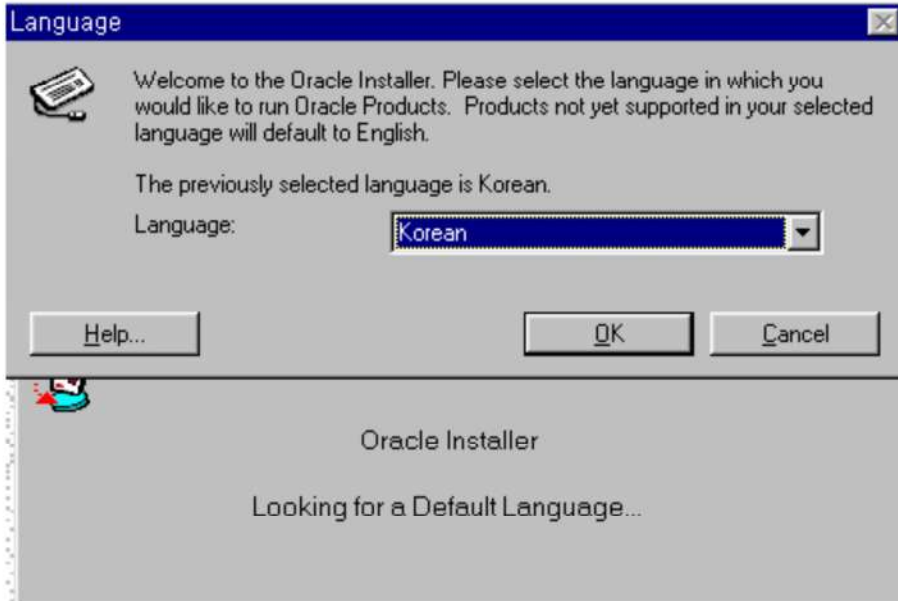 Language
Welcome to the Oracle Installer. Please select the language in which you
would like to run Oracle Products.  Products not yet supported in your selected
language will default to English.
The previously selected language is Korean.
Language:
Korean
Help...
OK
Cancel
Oracle Installer
Looking for a Default Language...